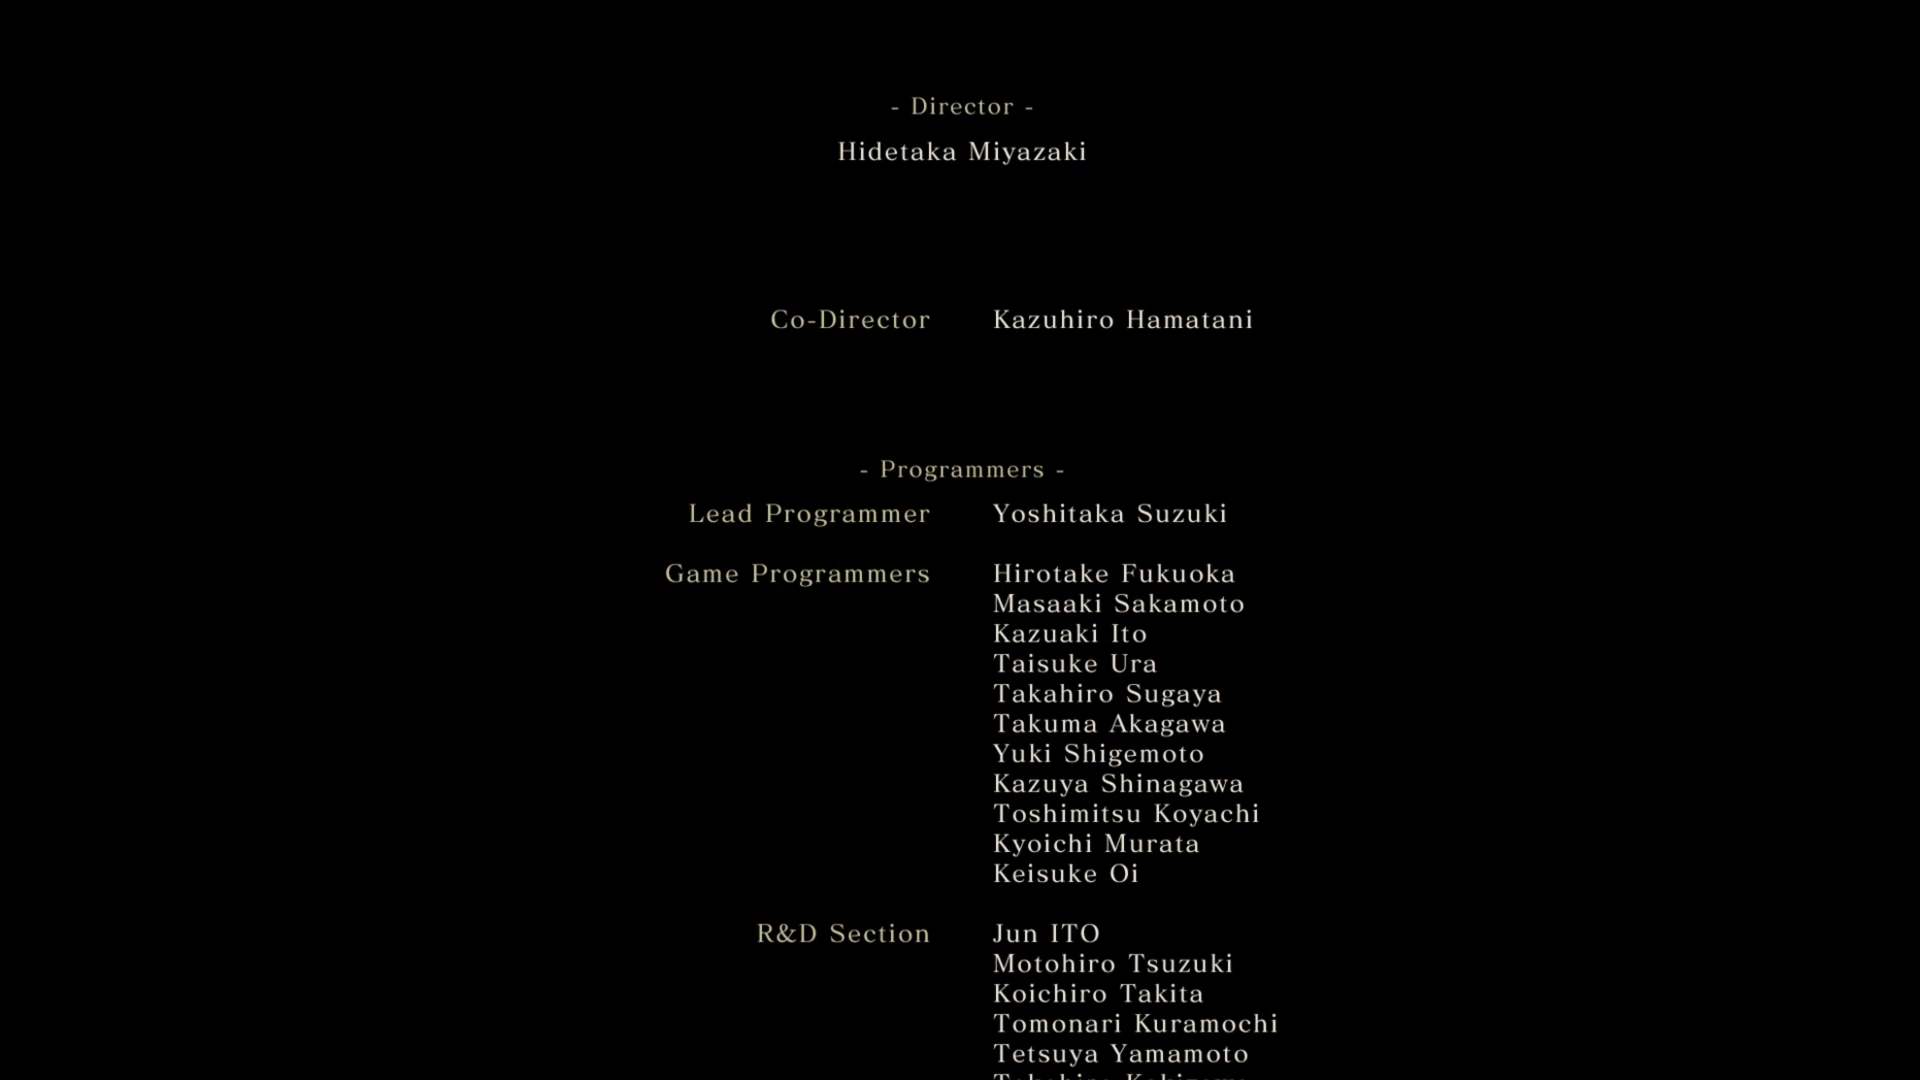 - Director -
Hidetaka Miyazaki
Co-Director Kazuhiro Hamatani
- Programmers -
Lead Programmer Yoshitaka Suzuki
Game Programmers Hirotake Fukuoka
Masaaki Sakamoto
Kazuaki Ito
Taisuke Ura
Takahiro Sugaya
Takuma Akagawa
Yuki Shigemoto
Kazuya Shinagawa
Toshimitsu Koyachi
Kyoichi Murata
Keisuke Oi
R&D Section Jun ITO
Motohiro Tsuzuki
Koichiro Takita
Tomonari Kuramochi
Tetsuya Yamamoto